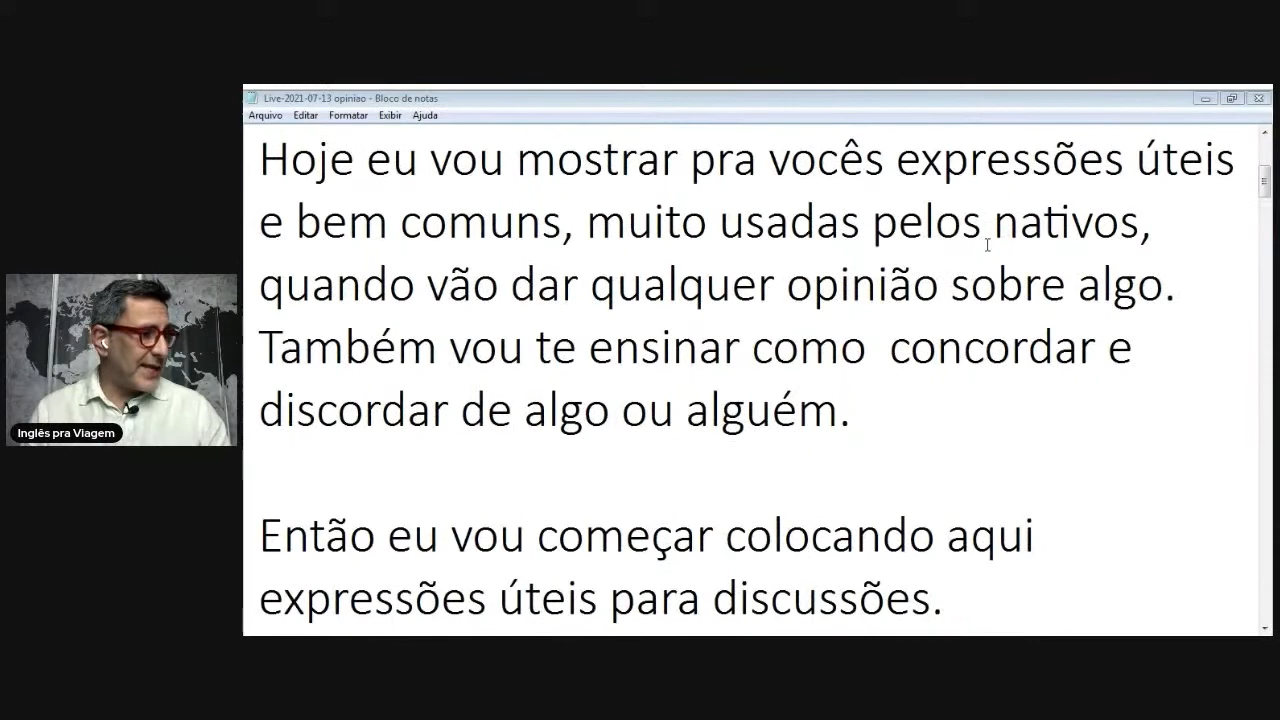 Live-2021-07-13 opiniao - Bloco de notas
Arquivo Editar Formatar Exibir Ajuda
Hoje eu vou mostrar pra vocês expressões úteis
e bem comuns, muito usadas pelos nativos,
quando vão dar qualquer opinião sobre algo.
Também vou te ensinar como  concordar e
discordar de algo ou alguém.
Então eu vou começar colocando aqui
expressões úteis para discussões.
Inglês pra Viagem